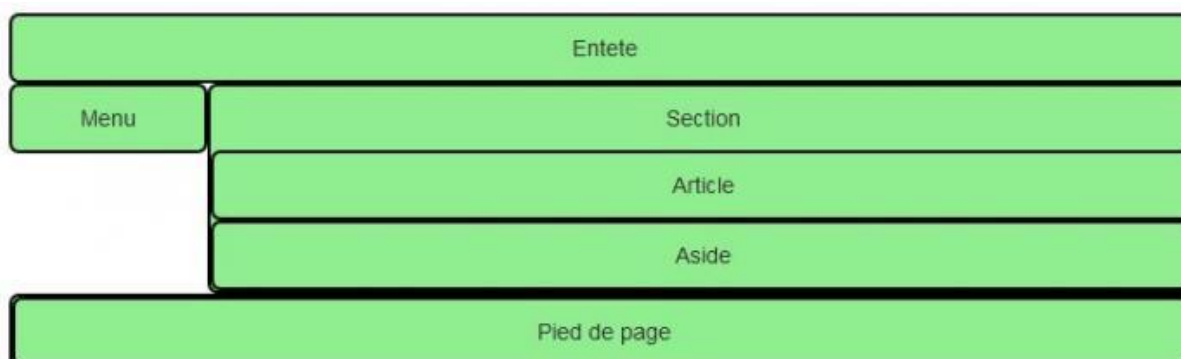 Entete
Menu
Section
Article
Aside
Pied de page